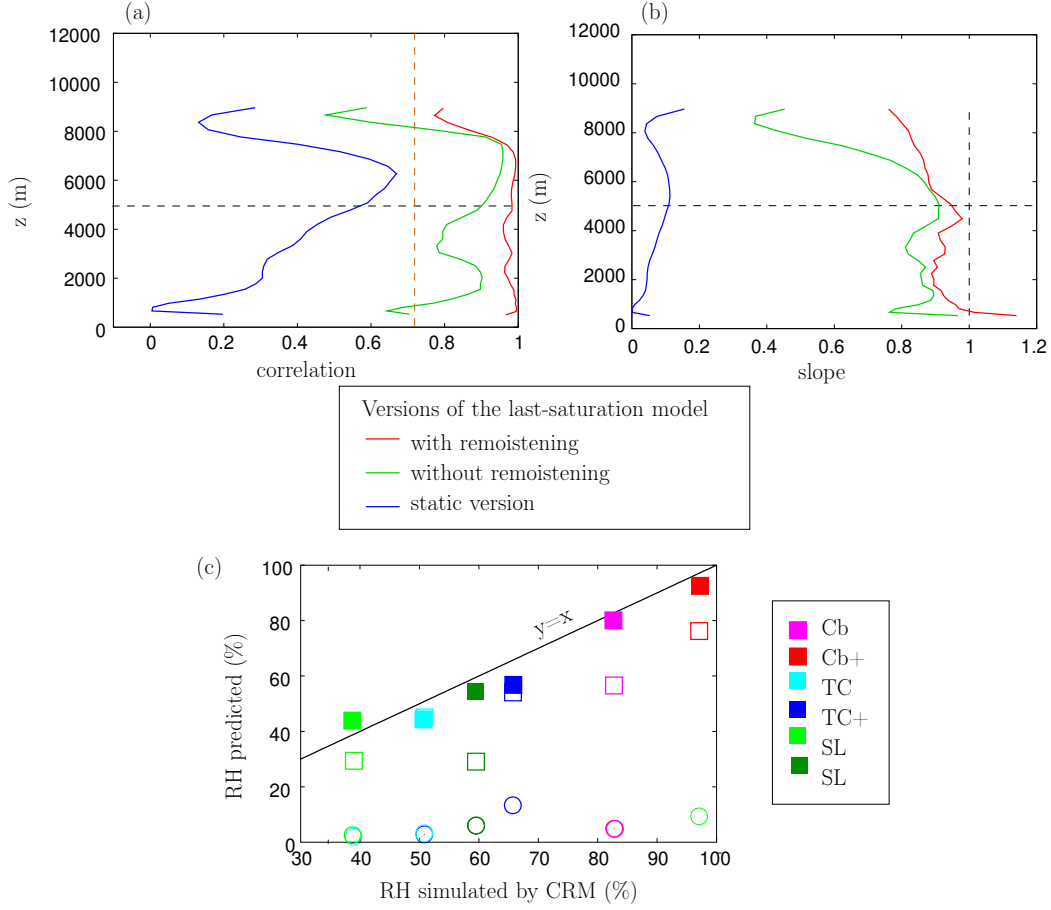 (a)
(b)
12000
10000
8000
6000
4000
2000
0
z (m)
0
0.2
0.4
0.6
0.8
1
correlation
12000
10000
8000
6000
4000
2000
0
z (m)
0
0.2
0.4
0.6
0.8
1
1.2
slope
Versions of the last-saturation model
with remoistening
without remoistening
static version
(c)
100
80
60
40
20
0
RH predicted (%)
y=x
30
40
50
60
70
80
90
100
RH simulated by CRM (%)
Cb
Cb+
TC
TC+
SL
SL